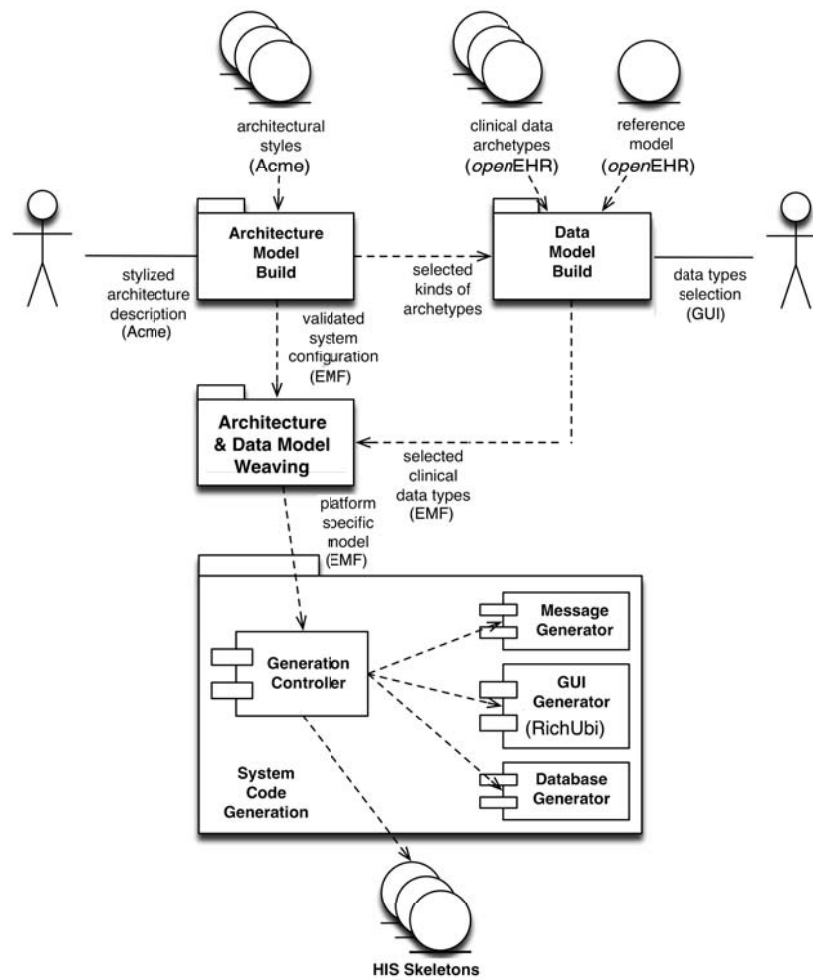 architectural
styles
(Acme)
clinical data
archetypes
(openEHR)
reference
model
(openEHR)
Architecture
Model
Build
Data
Model
Build
stylized
architecture
description
(Acme)
selected
kinds of
archetypes
data types
selection
(GUI)
validated
system
configuration
(EMF)
Architecture
& Data Model
Weaving
selected
clinical
data types
(EMF)
platform
specific
model
(EMF)
Message
Generator
Generation
Controller
GUI
Generator
(RichUbi)
System
Code
Generation
Database
Generator
HIS Skeletons